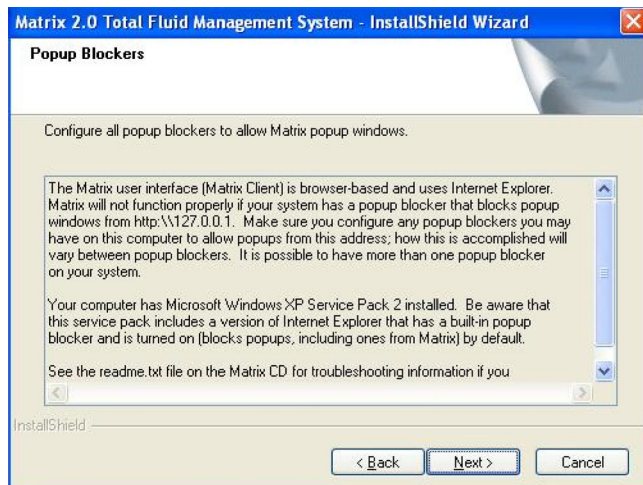 Matrix 2.0 Total Fluid Management System - InstallShield Wizard
Popup Blockers
Configure all popup blockers to allow Matrix popup windows.
The Matrix user interface (Matrix Client) is browser-based and uses Internet Explorer.
Matrix will not function properly if your system has a popup blocker that blocks popup
windows from http:\\127.0.0.1.  Make sure you configure any popup blockers you may
have on this computer to allow popups from this address; how this is accomplished will
vary between popup blockers.  It is possible to have more than one popup blocker
on your system.
Your computer has Microsoft Windows XP Service Pack 2 installed.  Be aware that
this service pack includes a version of Internet Explorer that has a built-in popup
blocker and is turned on (blocks popups, including ones from Matrix) by default.
See the readme.txt file on the Matrix CD for troubleshooting information if you
InstallShield
< Back
Next >
Cancel